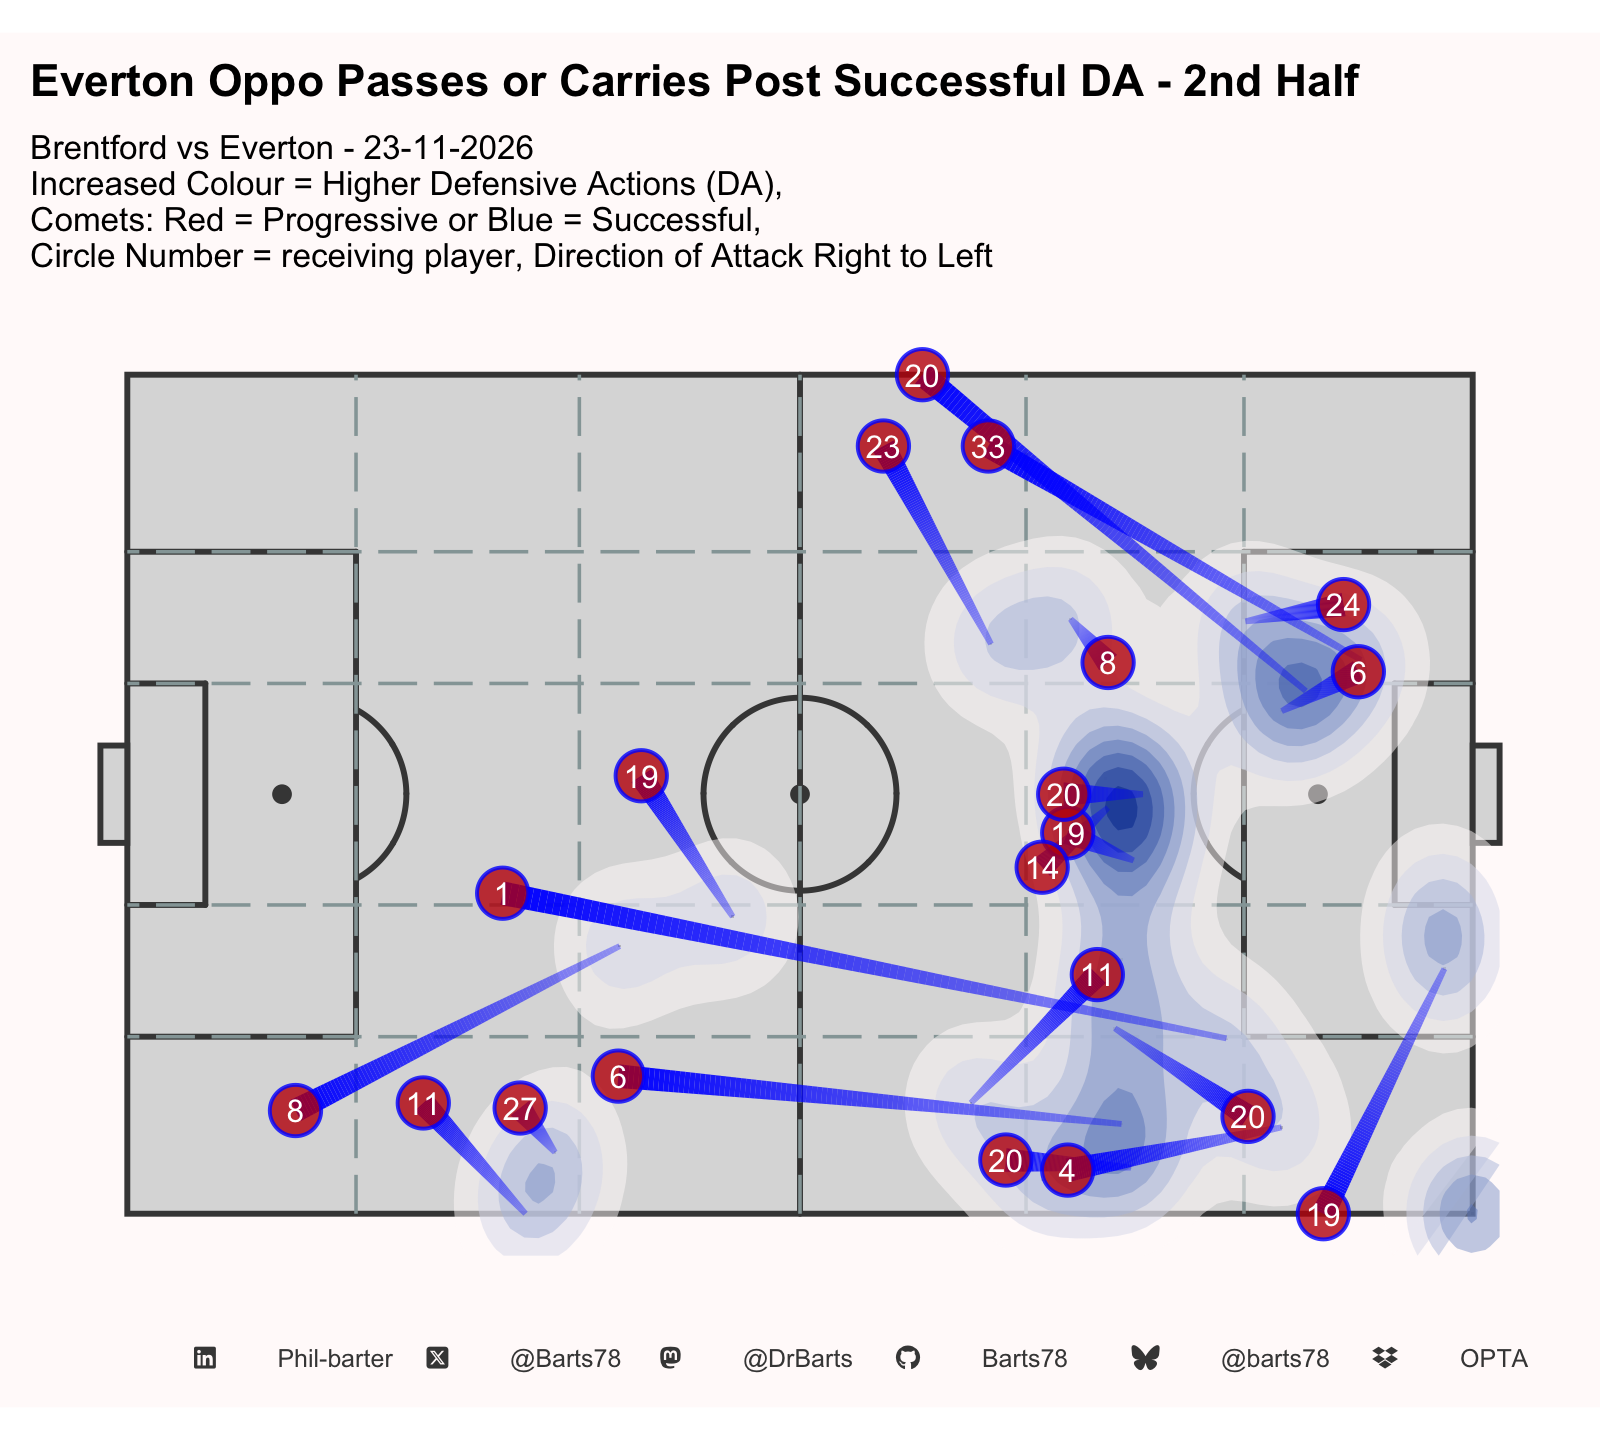 Everton Oppo Passes or Carries Post Successful DA - 2nd Half
Brentford vs Everton - 23-11-2026
Increased Colour = Higher Defensive Actions (DA),
Comets: Red = Progressive or Blue = Successful,
Circle Number = receiving player, Direction of Attack Right to Left
20
23
33
24
8
6
19
20
19
14
1
11
6
8
11
27
20
20
4
19
Phil-barter
@Barts78
@DrBarts
Barts78
@barts78
OPTA